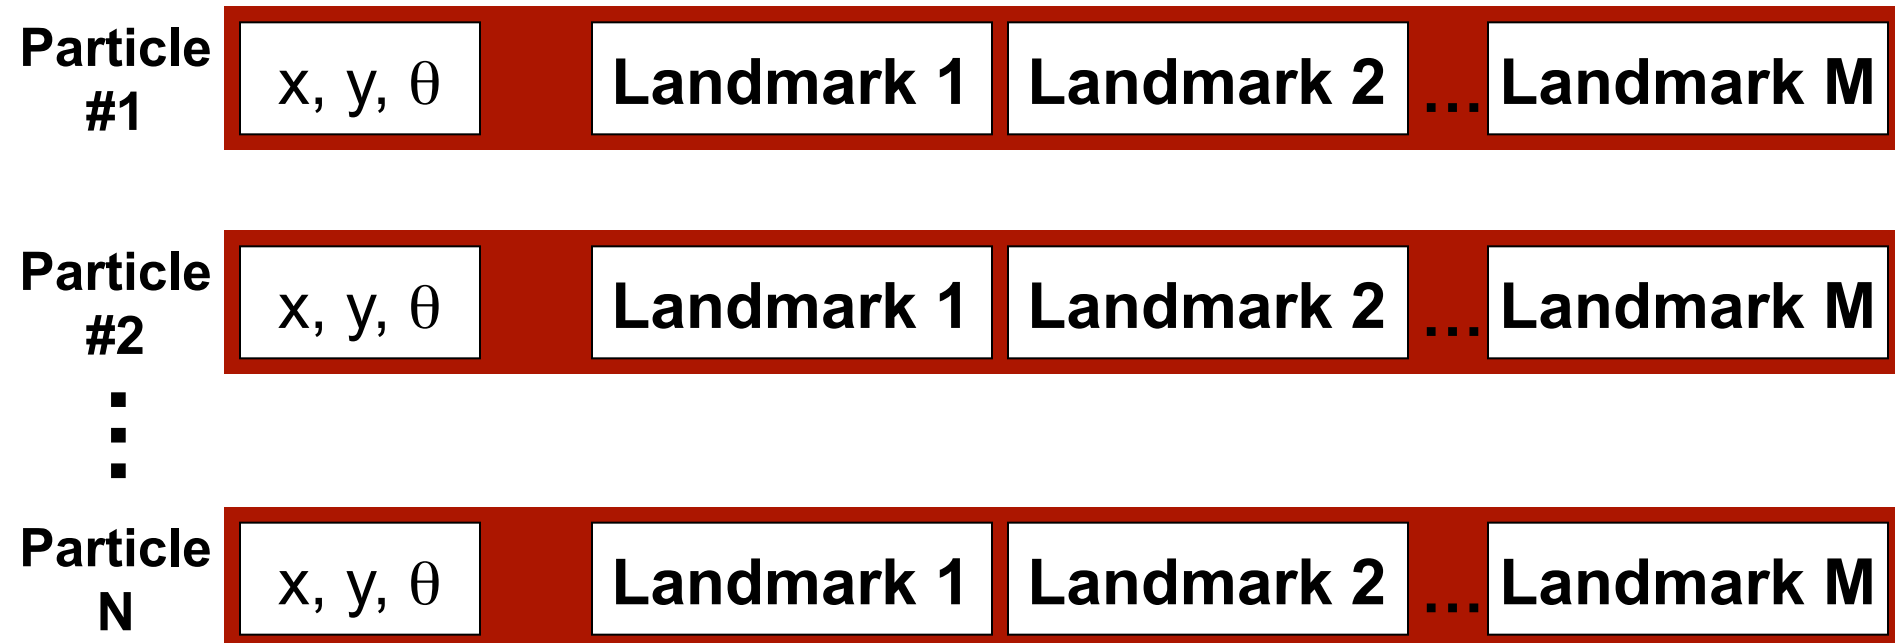 Particle #1 x, y, θ Landmark 1 Landmark 2 ... Landmark M
Particle #2 x, y, θ Landmark 1 Landmark 2 ... Landmark M
⋮
Particle N x, y, θ Landmark 1 Landmark 2 ... Landmark M